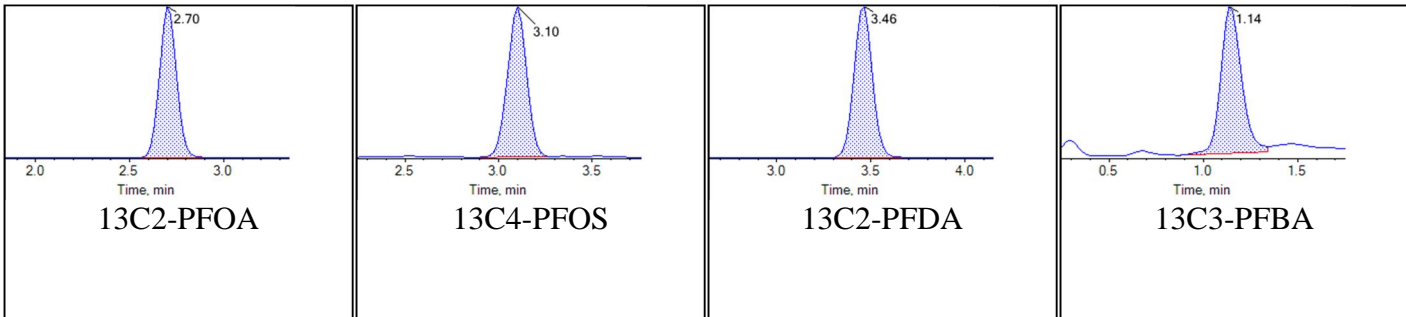 2.70
2.0 2.5 3.0
Time, min
13C2-PFOA
3.10
2.5 3.0 3.5
Time, min
13C4-PFOS
3.46
3.0 3.5 4.0
Time, min
13C2-PFDA
1.14
0.5 1.0 1.5
Time, min
13C3-PFBA